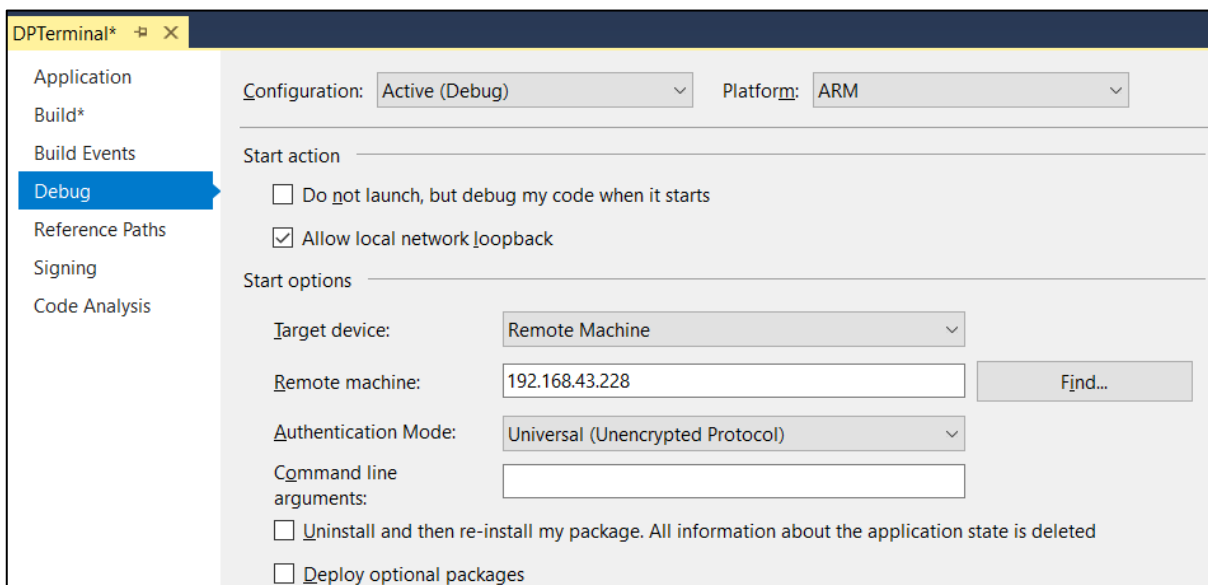 DPTerminal*
Application
Build*
Build Events
Debug
Reference Paths
Signing
Code Analysis
Configuration: Active (Debug) Platform: ARM
Start action
Do not launch, but debug my code when it starts
Allow local network loopback
Start options
Target device: Remote Machine
Remote machine: 192.168.43.228 Find...
Authentication Mode: Universal (Unencrypted Protocol)
Command line
arguments:
Uninstall and then re-install my package. All information about the application state is deleted
Deploy optional packages